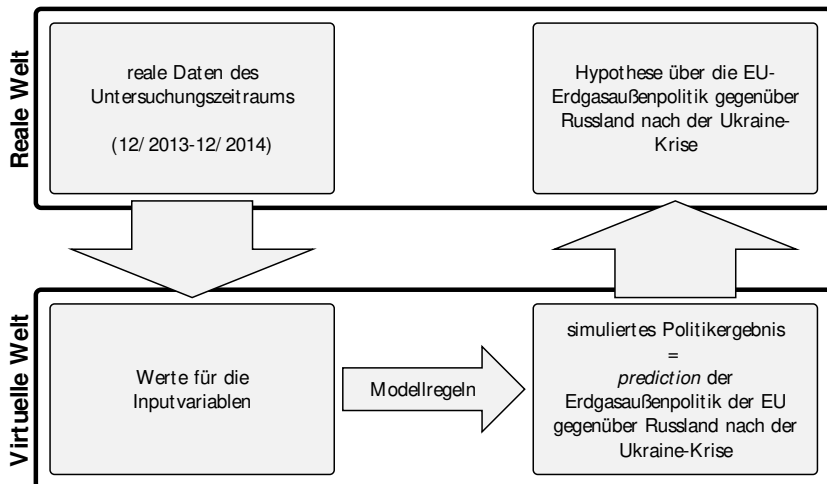 Reale Welt
reale Daten des
Untersuchungszeitraums
(12/2013-12/2014)
Hypothese über die EU-
Erdgasaußenpolitik gegenüber
Russland nach der Ukraine-
Krise
Virtuelle Welt
Werte für die
Inputvariablen
Modellregeln
simuliertes Politikergebnis
=
prediction der
Erdgasaußenpolitik der EU
gegenüber Russland nach der
Ukraine-Krise